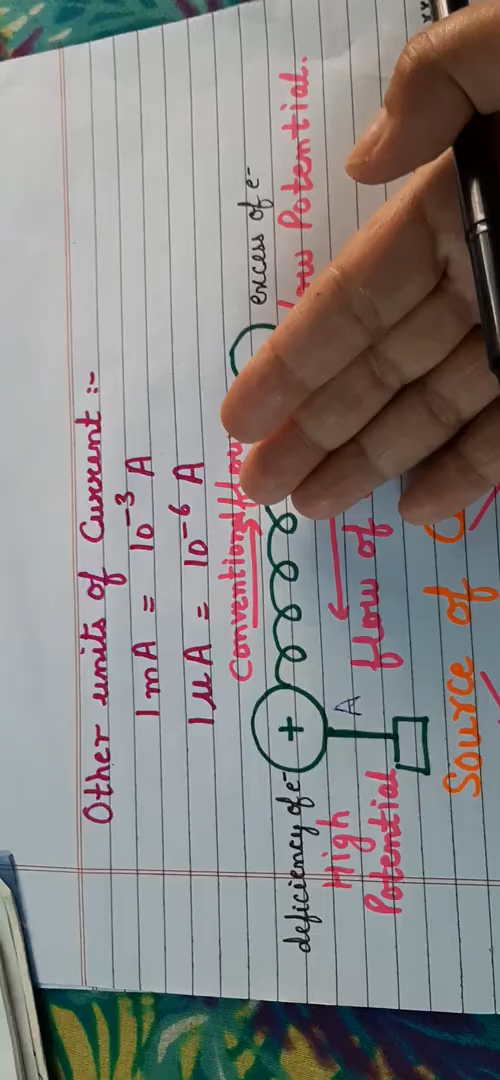 Other units of Current :-
1 mA = 10⁻³ A
1 μA = 10⁻⁶ A
Conventional flow
deficiency of e⁻
+
excess of e⁻
A
High
Potential
Low Potential.
flow of
Source of